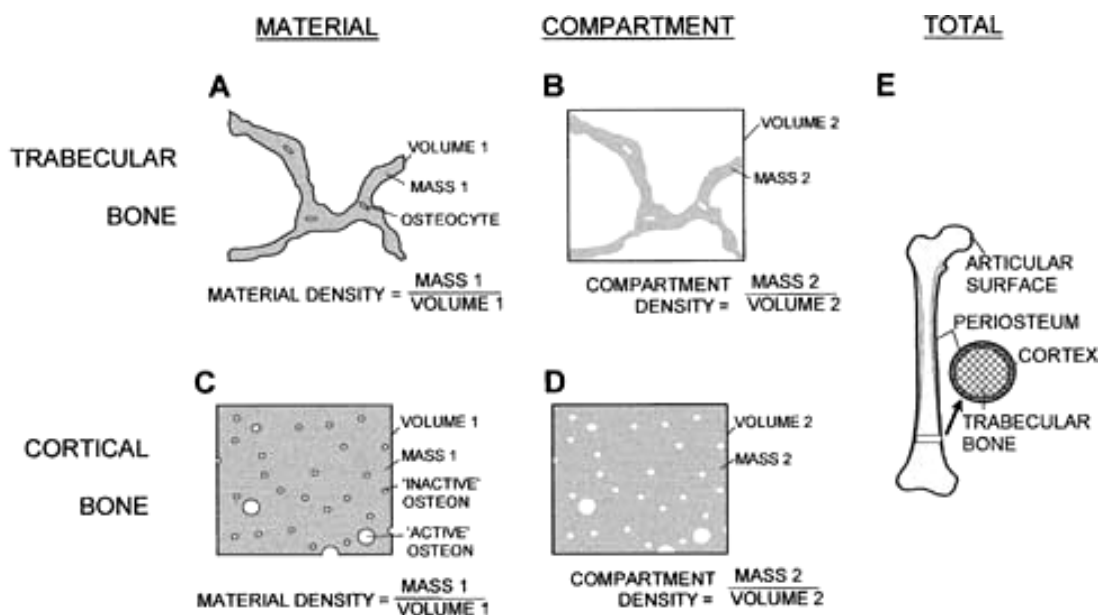 MATERIAL
COMPARTMENT
TOTAL
TRABECULAR
BONE
A
VOLUME 1
MASS 1
OSTEOCYTE
MATERIAL DENSITY = MASS 1
VOLUME 1
B
VOLUME 2
MASS 2
COMPARTMENT
DENSITY =
MASS 2
VOLUME 2
E
ARTICULAR
SURFACE
PERIOSTEUM
CORTEX
TRABECULAR
BONE
CORTICAL
BONE
C
VOLUME 1
MASS 1
'INACTIVE'
OSTEON
'ACTIVE'
OSTEON
MATERIAL DENSITY = MASS 1
VOLUME 1
D
VOLUME 2
MASS 2
COMPARTMENT
DENSITY =
MASS 2
VOLUME 2